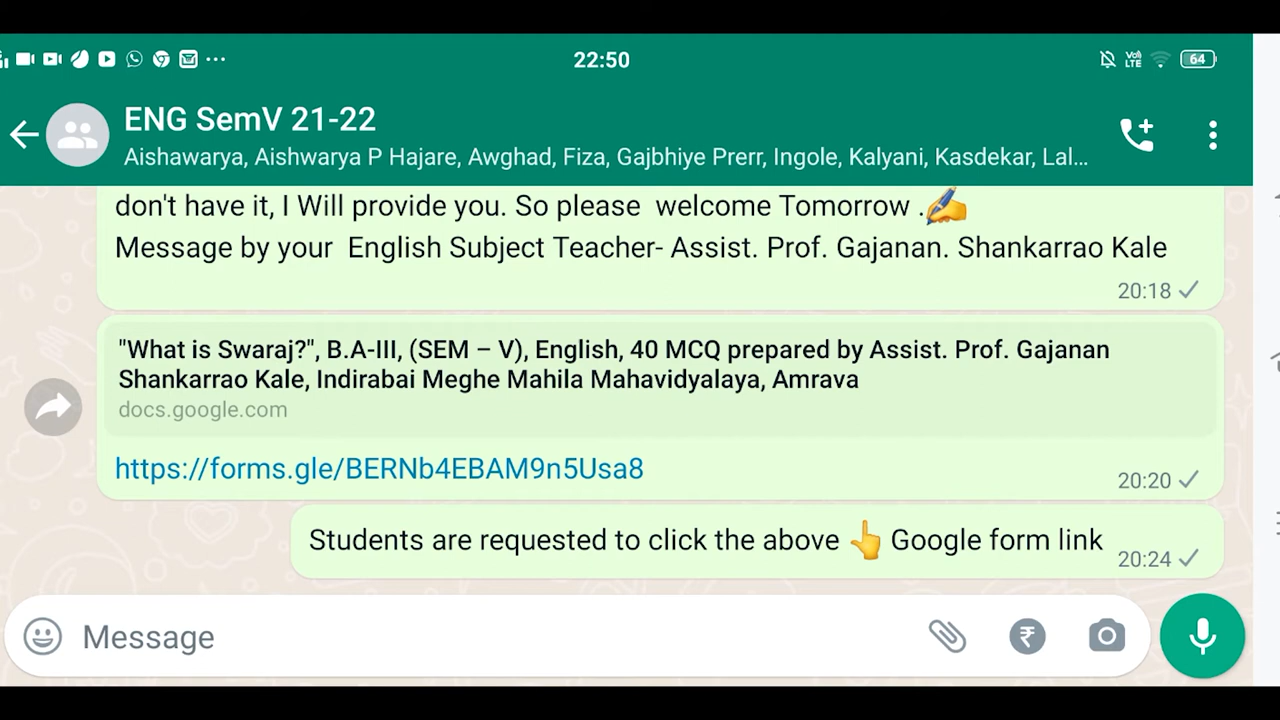 22:50
Vo)
LTE
64
ENG SemV 21-22
Aishawarya, Aishwarya P Hajare, Awghad, Fiza, Gajbhiye Prerr, Ingole, Kalyani, Kasdekar, Lal...
don't have it, I Will provide you. So please welcome Tomorrow .✍️
Message by your English Subject Teacher- Assist. Prof. Gajanan. Shankarrao Kale
20:18
"What is Swaraj?", B.A-III, (SEM – V), English, 40 MCQ prepared by Assist. Prof. Gajanan
Shankarrao Kale, Indirabai Meghe Mahila Mahavidyalaya, Amrava
docs.google.com
https://forms.gle/BERNb4EBAM9n5Usa8
20:20
Students are requested to click the above 👆 Google form link
20:24
Message